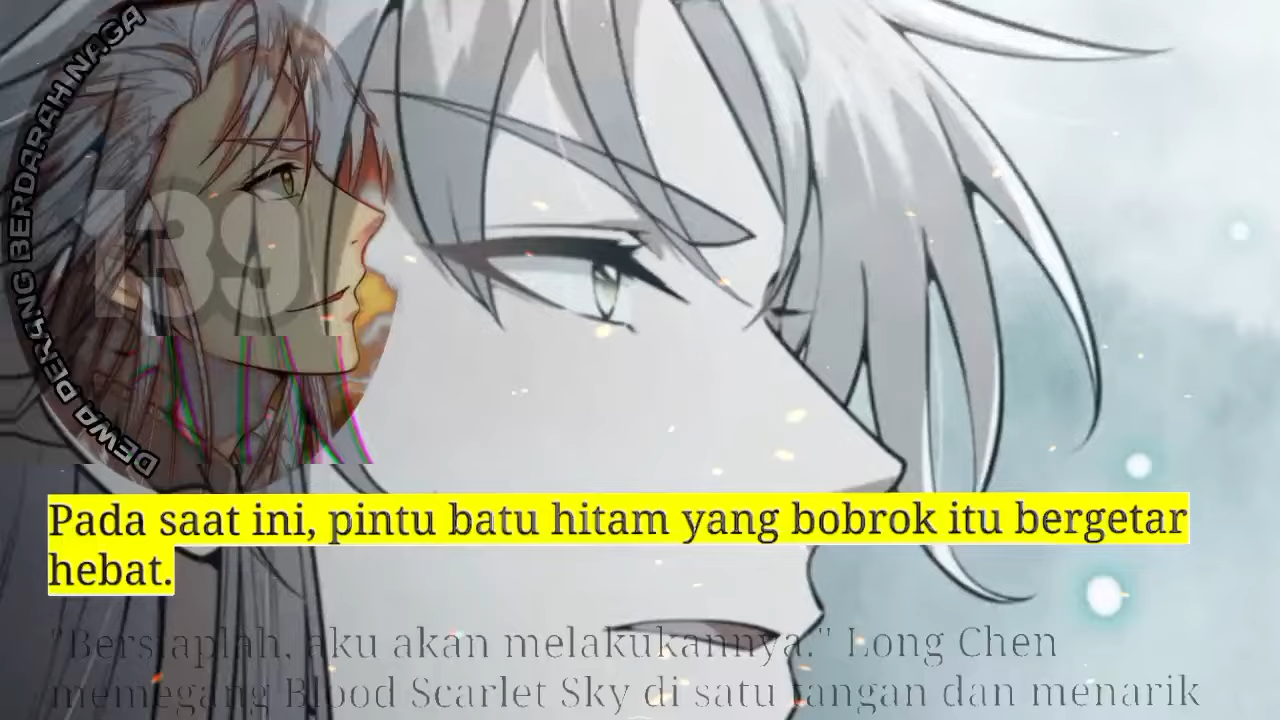 DEWA PERANG BERDARAH NAGA
139
Pada saat ini, pintu batu hitam yang bobrok itu bergetar
hebat.
"Bersiaplah, aku akan melakukannya." Long Chen
memegang Blood Scarlet Sky di satu tangan dan menarik